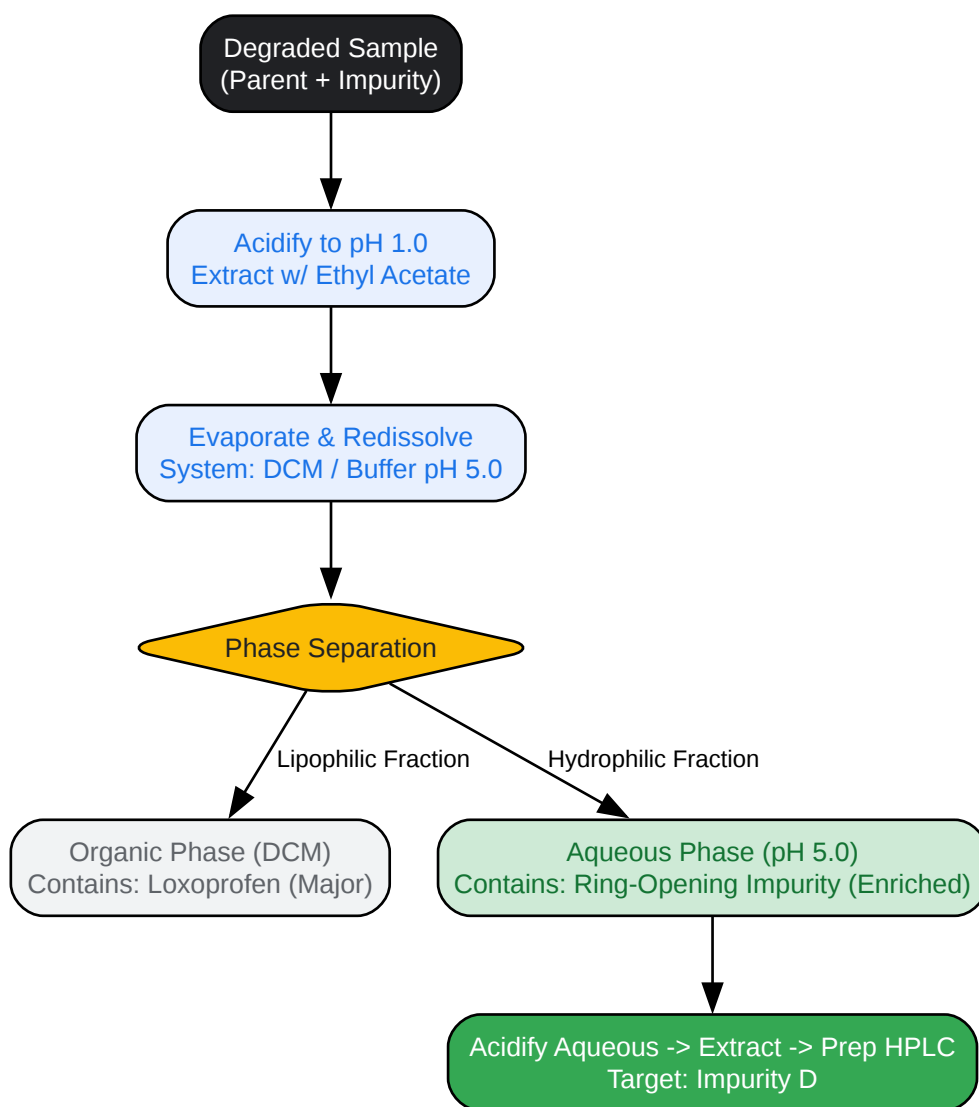 Degraded Sample
(Parent + Impurity)
Acidify to pH 1.0
Extract w/ Ethyl Acetate
Evaporate & Redissolve
System: DCM / Buffer pH 5.0
Phase Separation
Lipophilic Fraction
Hydrophilic Fraction
Organic Phase (DCM)
Contains: Loxoprofen (Major)
Aqueous Phase (pH 5.0)
Contains: Ring-Opening Impurity (Enriched)
Acidify Aqueous -> Extract -> Prep HPLC
Target: Impurity D